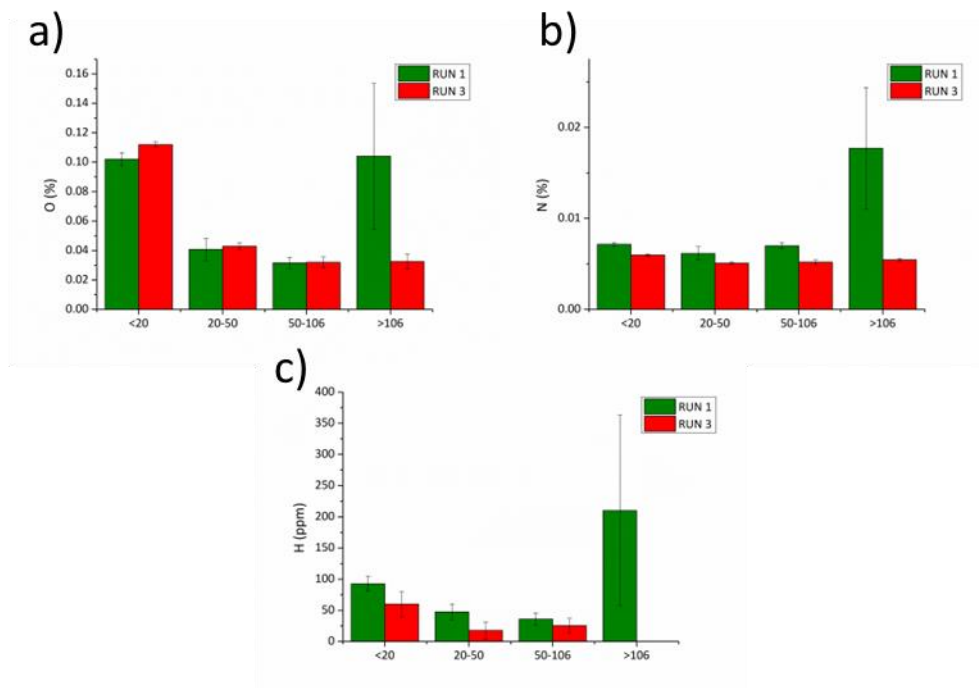 a)
RUN 1
RUN 3
0.16
0.14
0.12
0.10
0.08
0.06
0.04
0.02
0.00
O (%)
<20
20-50
50-106
>106
b)
RUN 1
RUN 3
0.02
0.01
0.00
N (%)
<20
20-50
50-106
>106
c)
RUN 1
RUN 3
400
350
300
250
200
150
100
50
0
H (ppm)
<20
20-50
50-106
>106